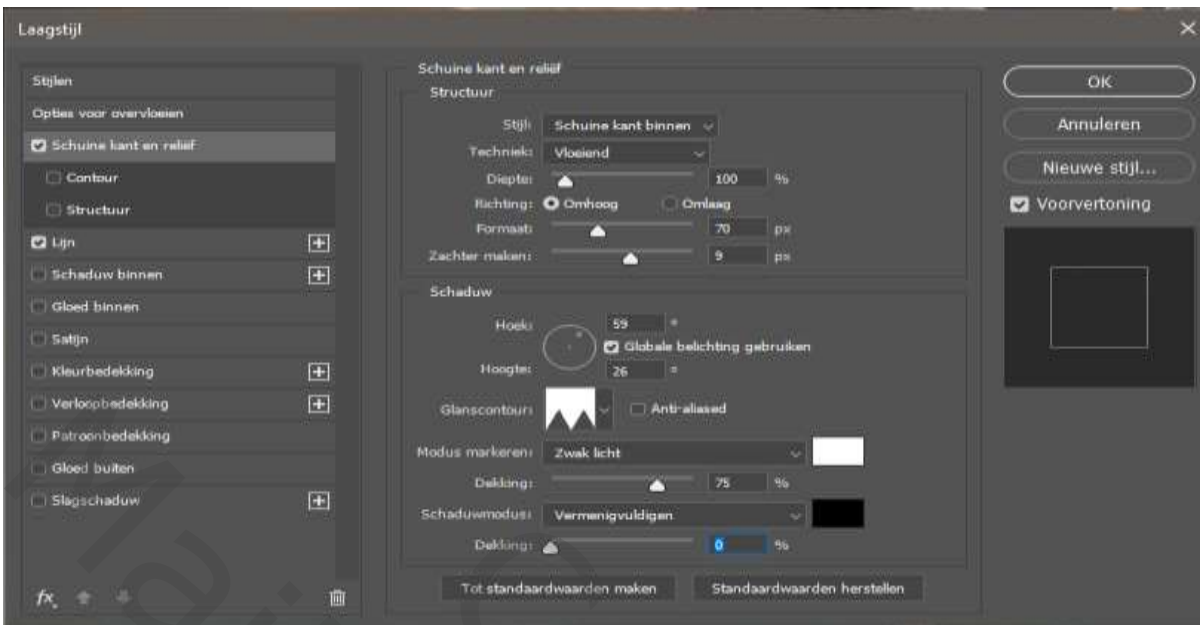 Laagstijl
Stijlen
Opties voor overvloeien
Schuine kant en reliëf
Contour
Structuur
Lijn
Schaduw binnen
Gloed binnen
Satijn
Kleurbedekking
Verloopbedekking
Patroonbedekking
Gloed buiten
Slagschaduw
fx
Schuine kant en reliëf
Structuur
Stijl: Schuine kant binnen
Techniek: Vloeiend
Diepte: 100 %
Richting: Omhoog Omlaag
Formaat: 70 px
Zachter maken: 9 px
Schaduw
Hoek: 59 °
Globale belichting gebruiken
Hoogte: 26 °
Glanscontour: Anti-aliased
Modus markeren: Zwak licht
Dekking: 75 %
Schaduwmodus: Vermenigvuldigen
Dekking: 0 %
Tot standaardwaarden maken Standaardwaarden herstellen
OK
Annuleren
Nieuwe stijl...
Voorvertoning